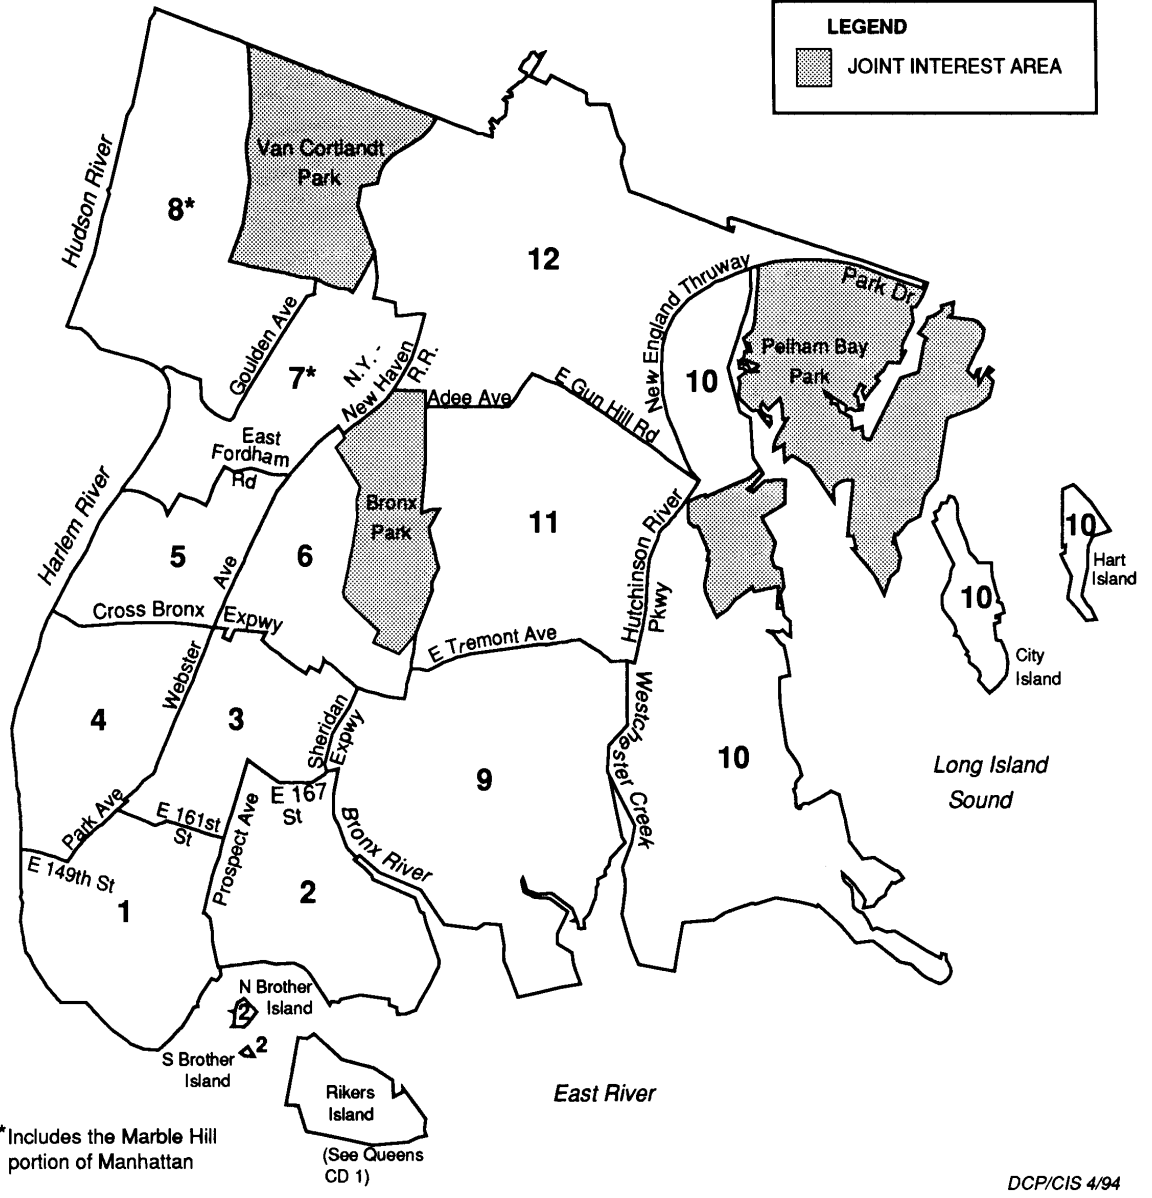 LEGEND
JOINT INTEREST AREA
Van Cortlandt
Park
Hudson River
8*
12
New England Thruway
Park Dr
Goulden Ave
7*
N.Y. -
New Haven
R.R.
Pelham Bay
Park
10
Adee Ave
E Gun Hill Rd
East
Fordham
Rd
Harlem River
Bronx
Park
11
Hutchinson River
Pkwy
10
Hart
Island
5
Ave
6
10
City
Island
Cross Bronx
Expwy
E Tremont Ave
Webster
4
3
Sheridan
Expwy
9
Westchester Creek
10
Long Island
Sound
Park Ave
E 161st
St
E 167
St
Prospect Ave
Bronx River
E 149th St
1
2
N Brother
Island
2
S Brother
Island
2
Rikers
Island
(See Queens
CD 1)
East River
*Includes the Marble Hill
portion of Manhattan
DCP/CIS 4/94